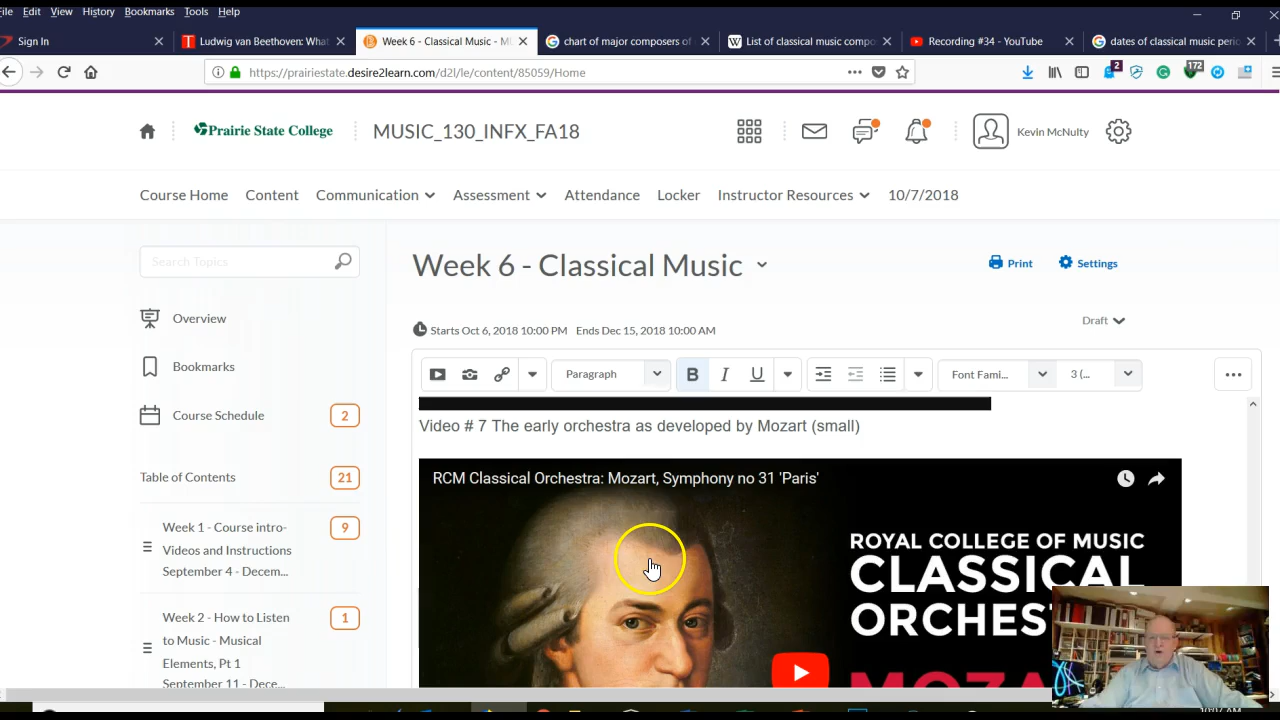 File Edit View History Bookmarks Tools Help
Sign In
Ludwig van Beethoven: What
Week 6 - Classical Music - M
chart of major composers of
List of classical music compo
Recording #34 - YouTube
dates of classical music peri
https://prairiestate.desire2learn.com/d2l/le/content/85059/Home
2
172
Prairie State College
MUSIC_130_INFX_FA18
Kevin McNulty
Course Home Content Communication Assessment Attendance Locker Instructor Resources 10/7/2018
Search Topics
Week 6 - Classical Music
Print Settings
Overview
Starts Oct 6, 2018 10:00 PM Ends Dec 15, 2018 10:00 AM
Draft
Bookmarks
Paragraph B I U Font Fami... 3 (...
Course Schedule 2
Video # 7 The early orchestra as developed by Mozart (small)
Table of Contents 21
RCM Classical Orchestra: Mozart, Symphony no 31 'Paris'
Week 1 - Course intro- 9
Videos and Instructions
September 4 - Decem...
ROYAL COLLEGE OF MUSIC
CLASSICAL
ORCHES
MOZA
Week 2 - How to Listen 1
to Music - Musical
Elements, Pt 1
September 11 - Dece...